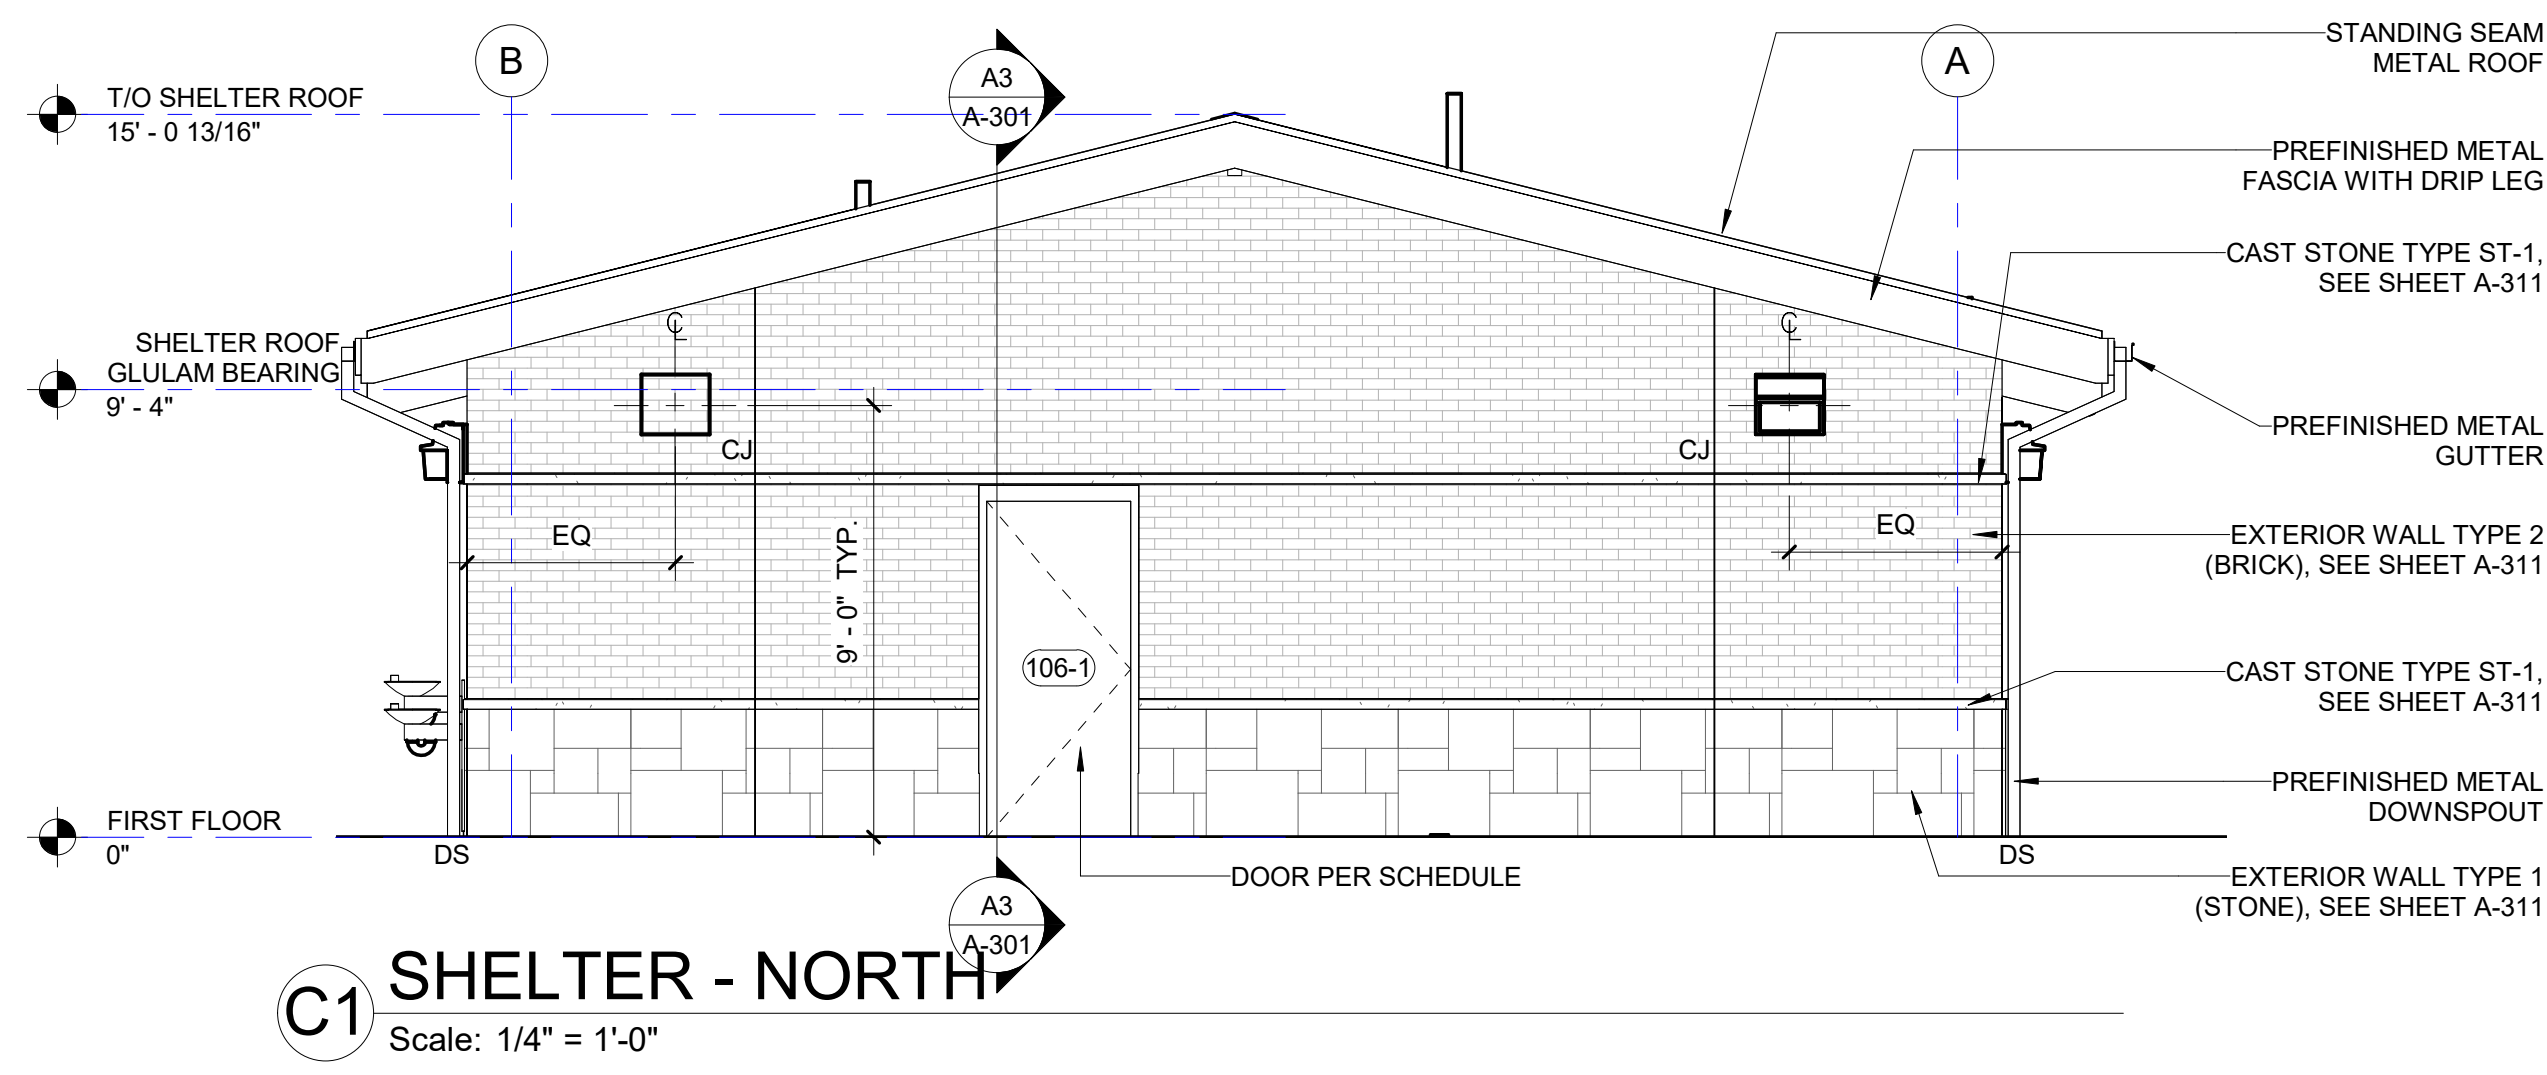 B
A3
A-301
A
STANDING SEAM
METAL ROOF
T/O SHELTER ROOF
15' - 0 13/16"
PREFINISHED METAL
FASCIA WITH DRIP LEG
CAST STONE TYPE ST-1,
SEE SHEET A-311
SHELTER ROOF
GLULAM BEARING
9' - 4"
℄
℄
PREFINISHED METAL
GUTTER
CJ
CJ
EQ
EQ
EXTERIOR WALL TYPE 2
(BRICK), SEE SHEET A-311
9' - 0" TYP.
106-1
CAST STONE TYPE ST-1,
SEE SHEET A-311
PREFINISHED METAL
DOWNSPOUT
FIRST FLOOR
0"
DS
DS
DOOR PER SCHEDULE
EXTERIOR WALL TYPE 1
(STONE), SEE SHEET A-311
A3
A-301
C1
SHELTER - NORTH
Scale: 1/4" = 1'-0"